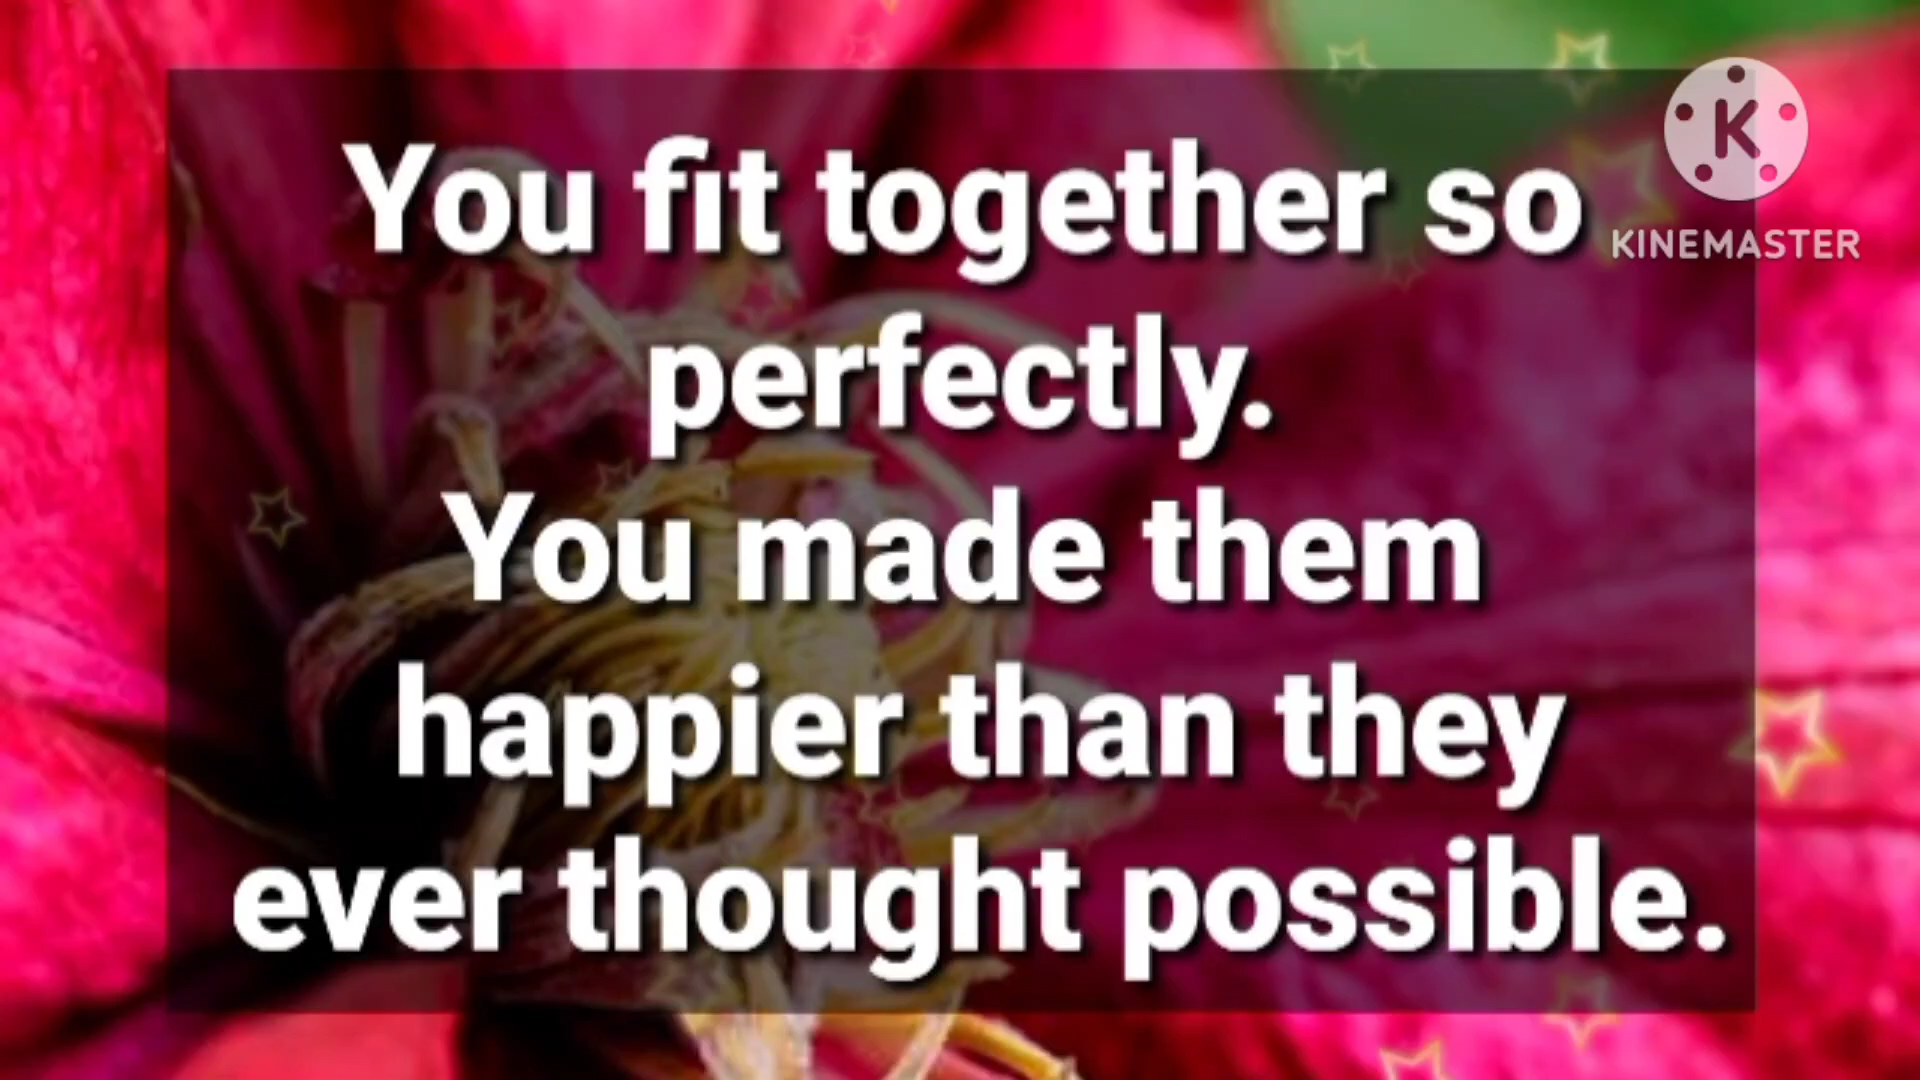 You fit together so
perfectly.
You made them
happier than they
ever thought possible.
K
KINEMASTER